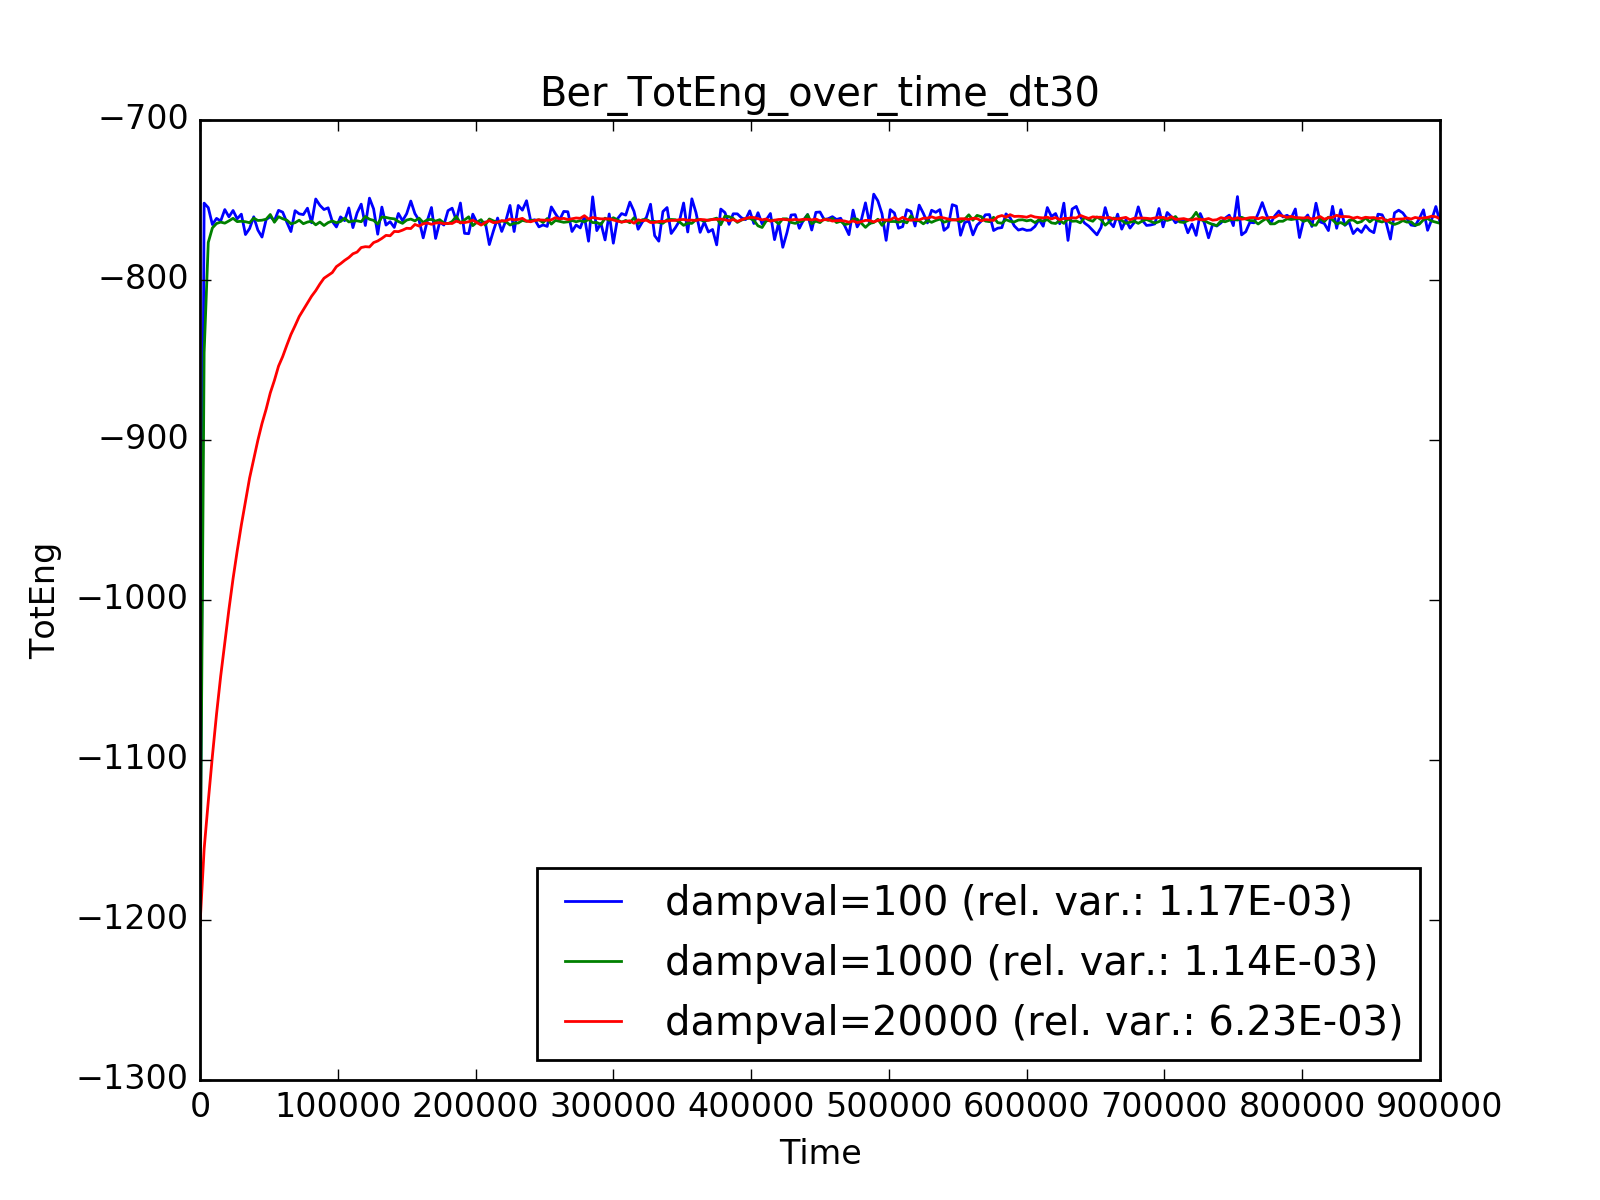 Ber_TotEng_over_time_dt30
−700
−800
−900
−1000
−1100
−1200
−1300
TotEng
dampval=100 (rel. var.: 1.17E-03)
dampval=1000 (rel. var.: 1.14E-03)
dampval=20000 (rel. var.: 6.23E-03)
0 100000 200000 300000 400000 500000 600000 700000 800000 900000
Time